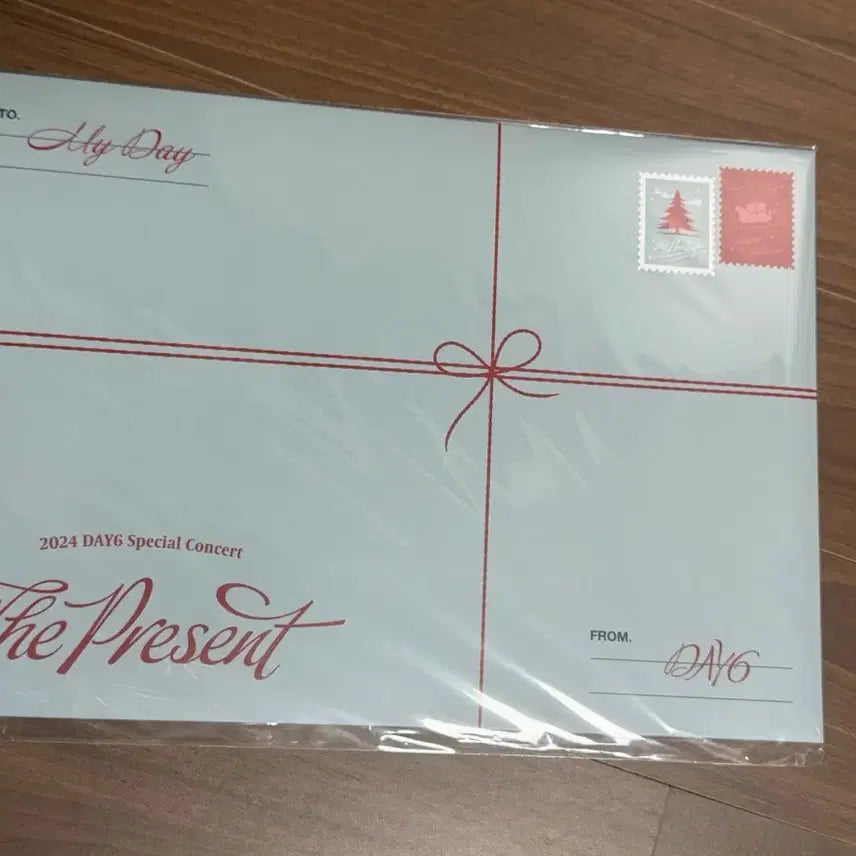 TO.
My Day
2024 DAY6 Special Concert
The Present
FROM.
DAY6